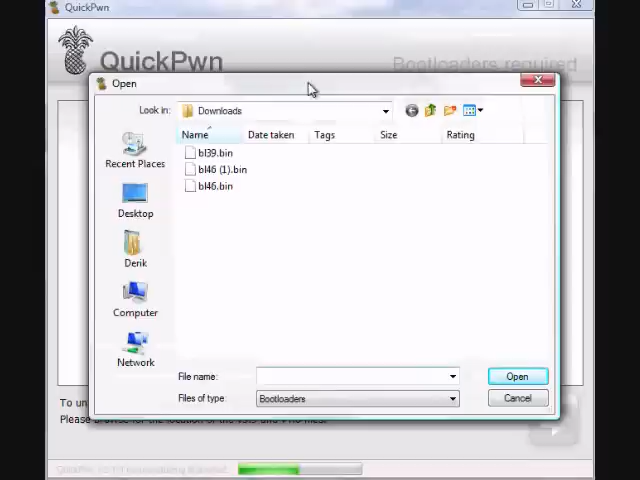 QuickPwn
QuickPwn
Bootloaders required
Open
Look in:
Downloads
Name
Date taken
Tags
Size
Rating
Recent Places
Desktop
Derik
Computer
Network
bl39.bin
bl46 (1).bin
bl46.bin
File name:
Open
Files of type:
Bootloaders
Cancel
To un
Please browse for the location of the